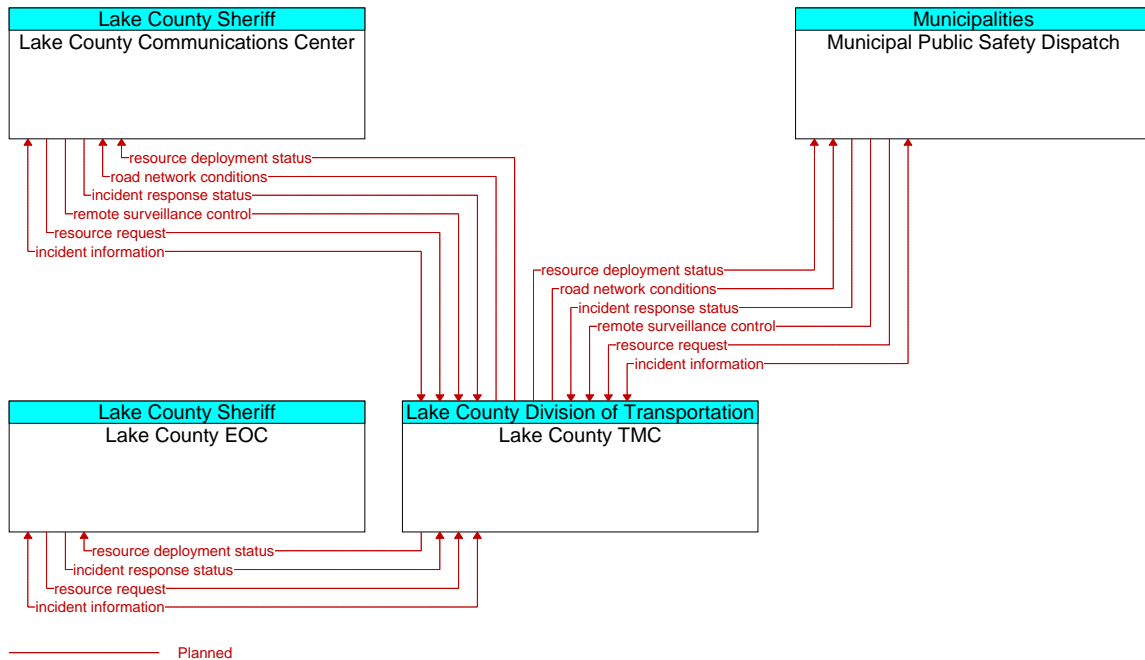 Lake County Sheriff
Lake County Communications Center
Municipalities
Municipal Public Safety Dispatch
resource deployment status
road network conditions
incident response status
remote surveillance control
resource request
incident information
resource deployment status
road network conditions
incident response status
remote surveillance control
resource request
incident information
Lake County Sheriff
Lake County EOC
Lake County Division of Transportation
Lake County TMC
resource deployment status
incident response status
resource request
incident information
Planned